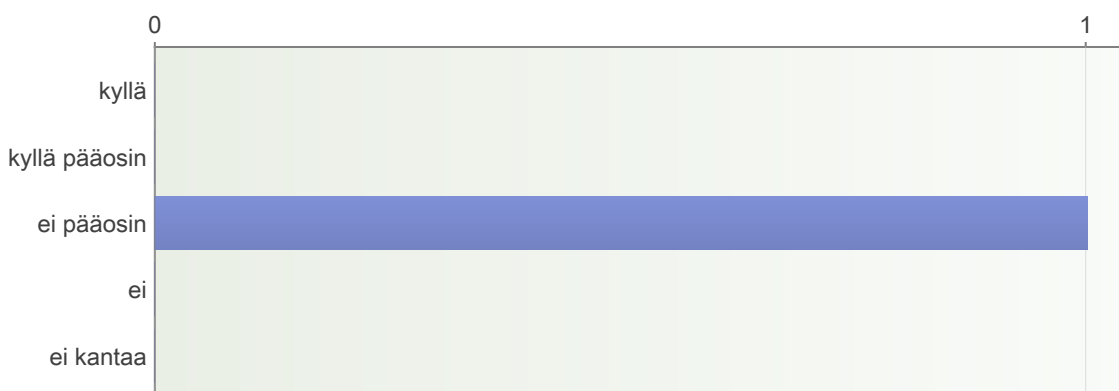 0 1
kyllä
kyllä pääosin
ei pääosin
ei
ei kantaa